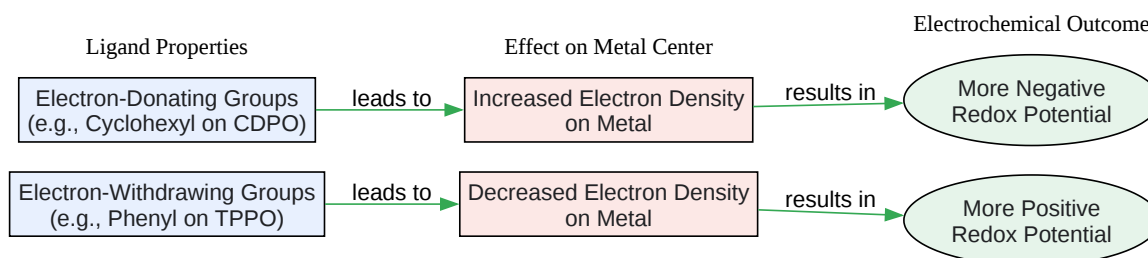 Ligand Properties
Effect on Metal Center
Electrochemical Outcome
Electron-Donating Groups
(e.g., Cyclohexyl on CDPO)
leads to
Increased Electron Density
on Metal
results in
More Negative
Redox Potential
Electron-Withdrawing Groups
(e.g., Phenyl on TPPO)
leads to
Decreased Electron Density
on Metal
results in
More Positive
Redox Potential